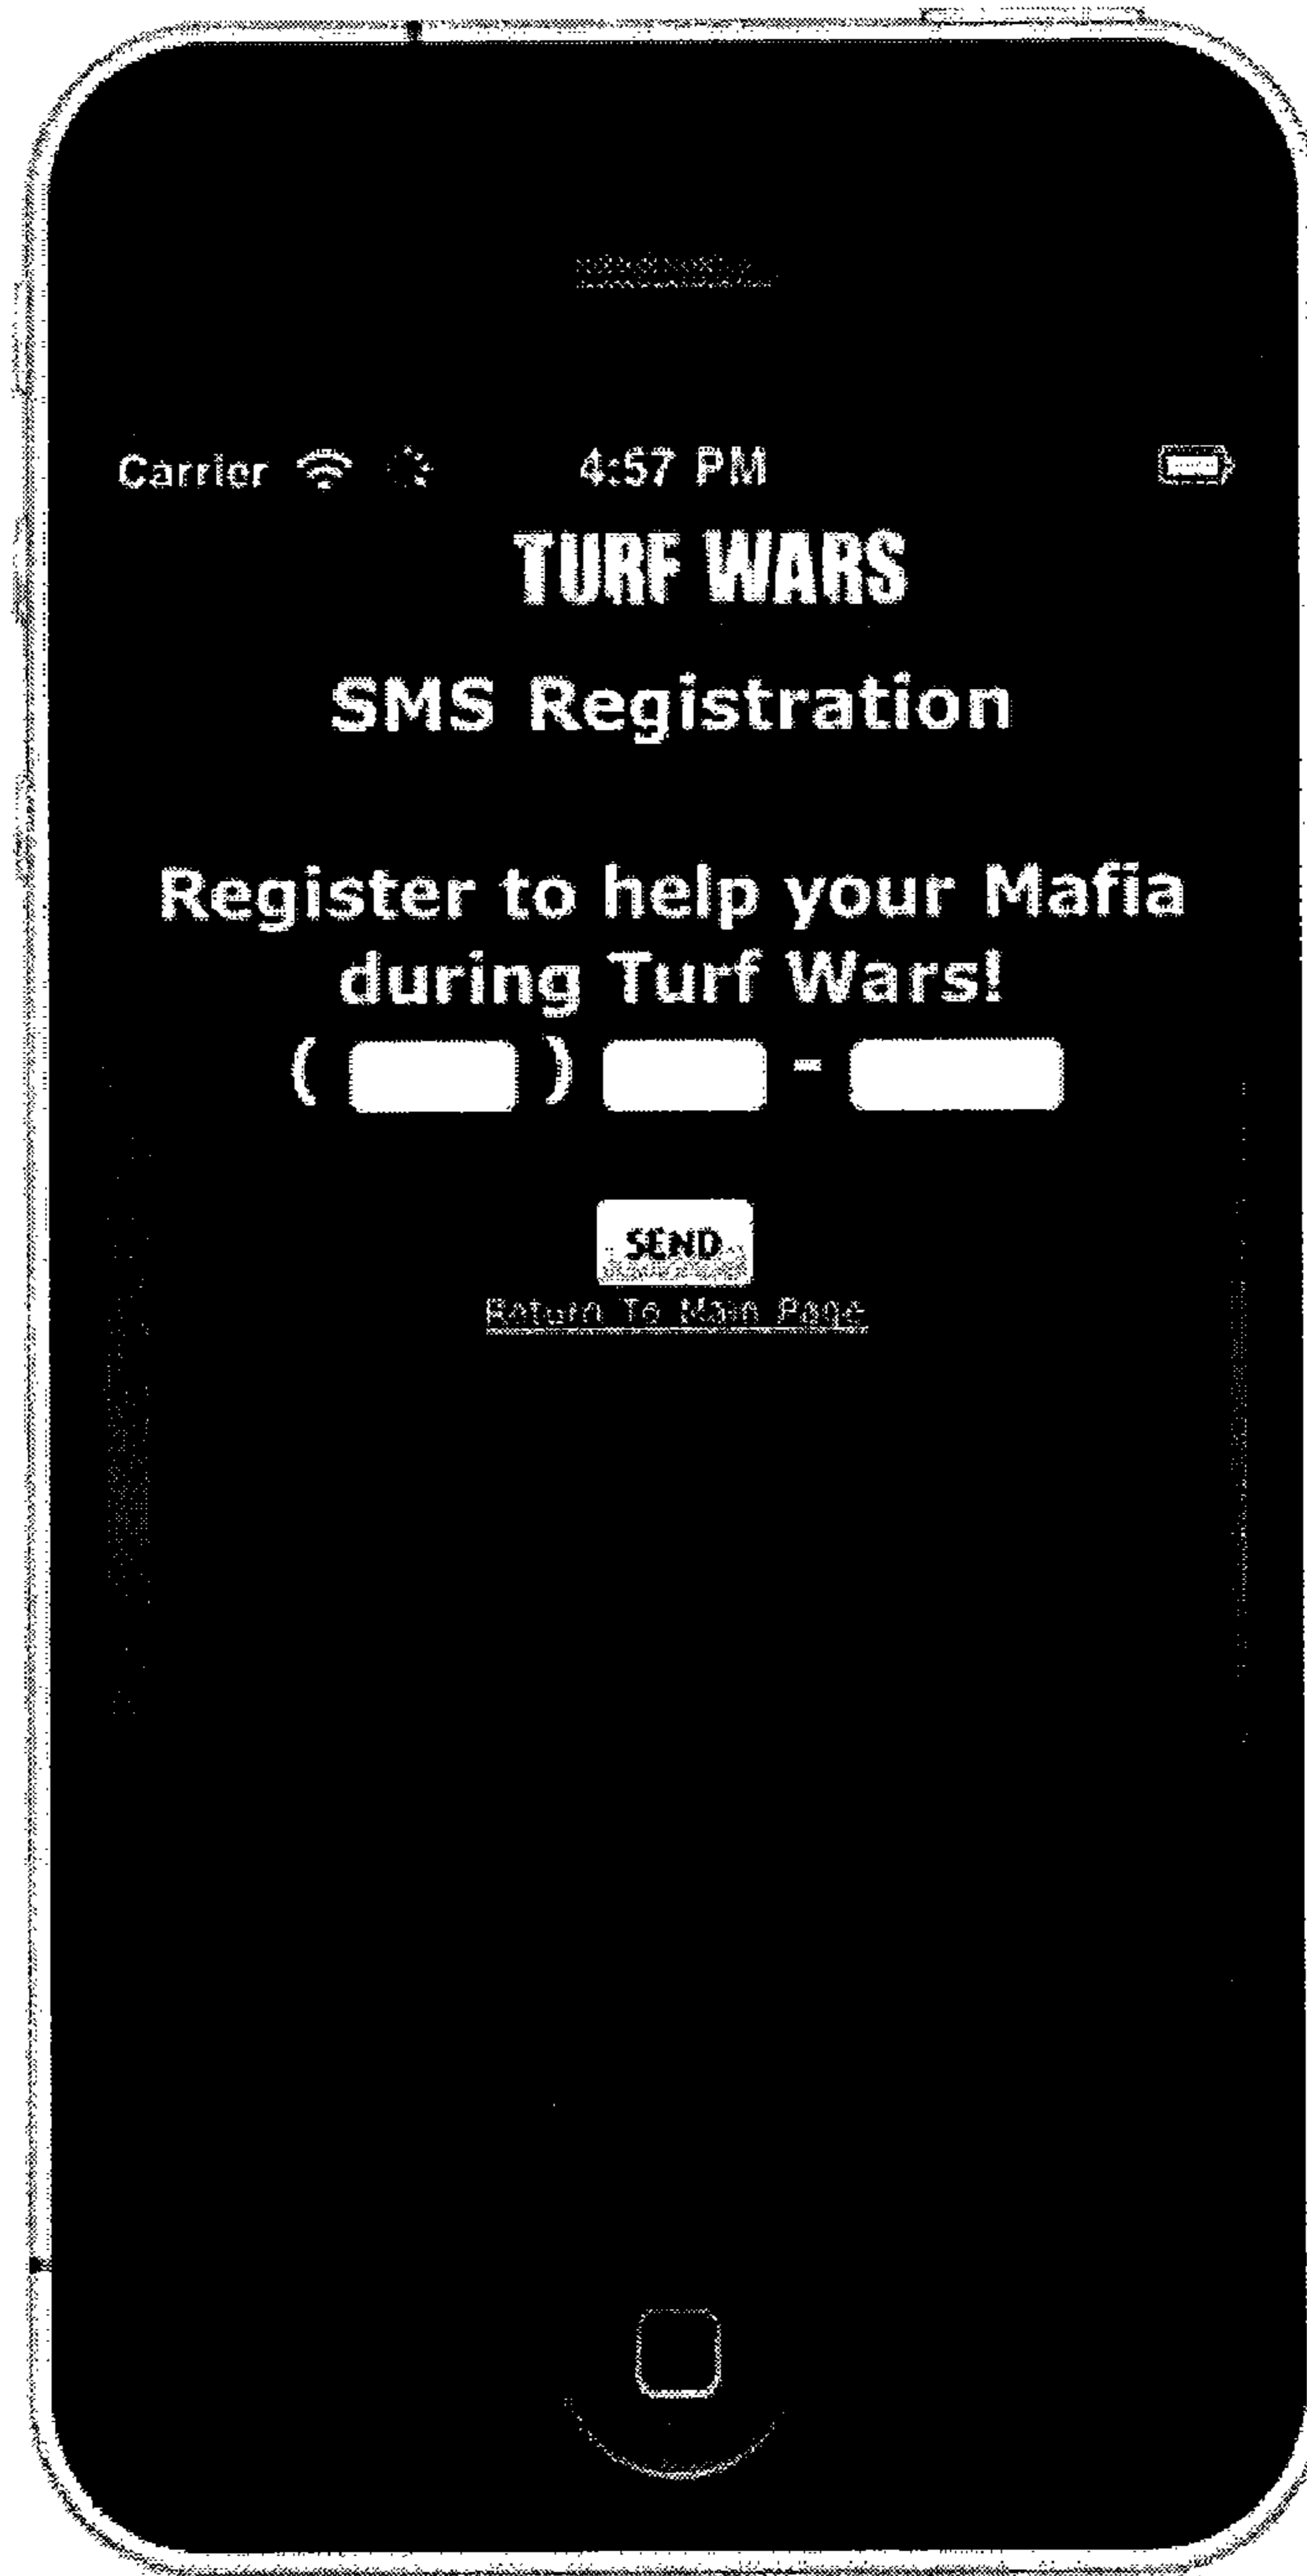 Carrier 4:57 PM
TURF WARS
SMS Registration
Register to help your Mafia
during Turf Wars!
( ) -
SEND
Return To Main Page